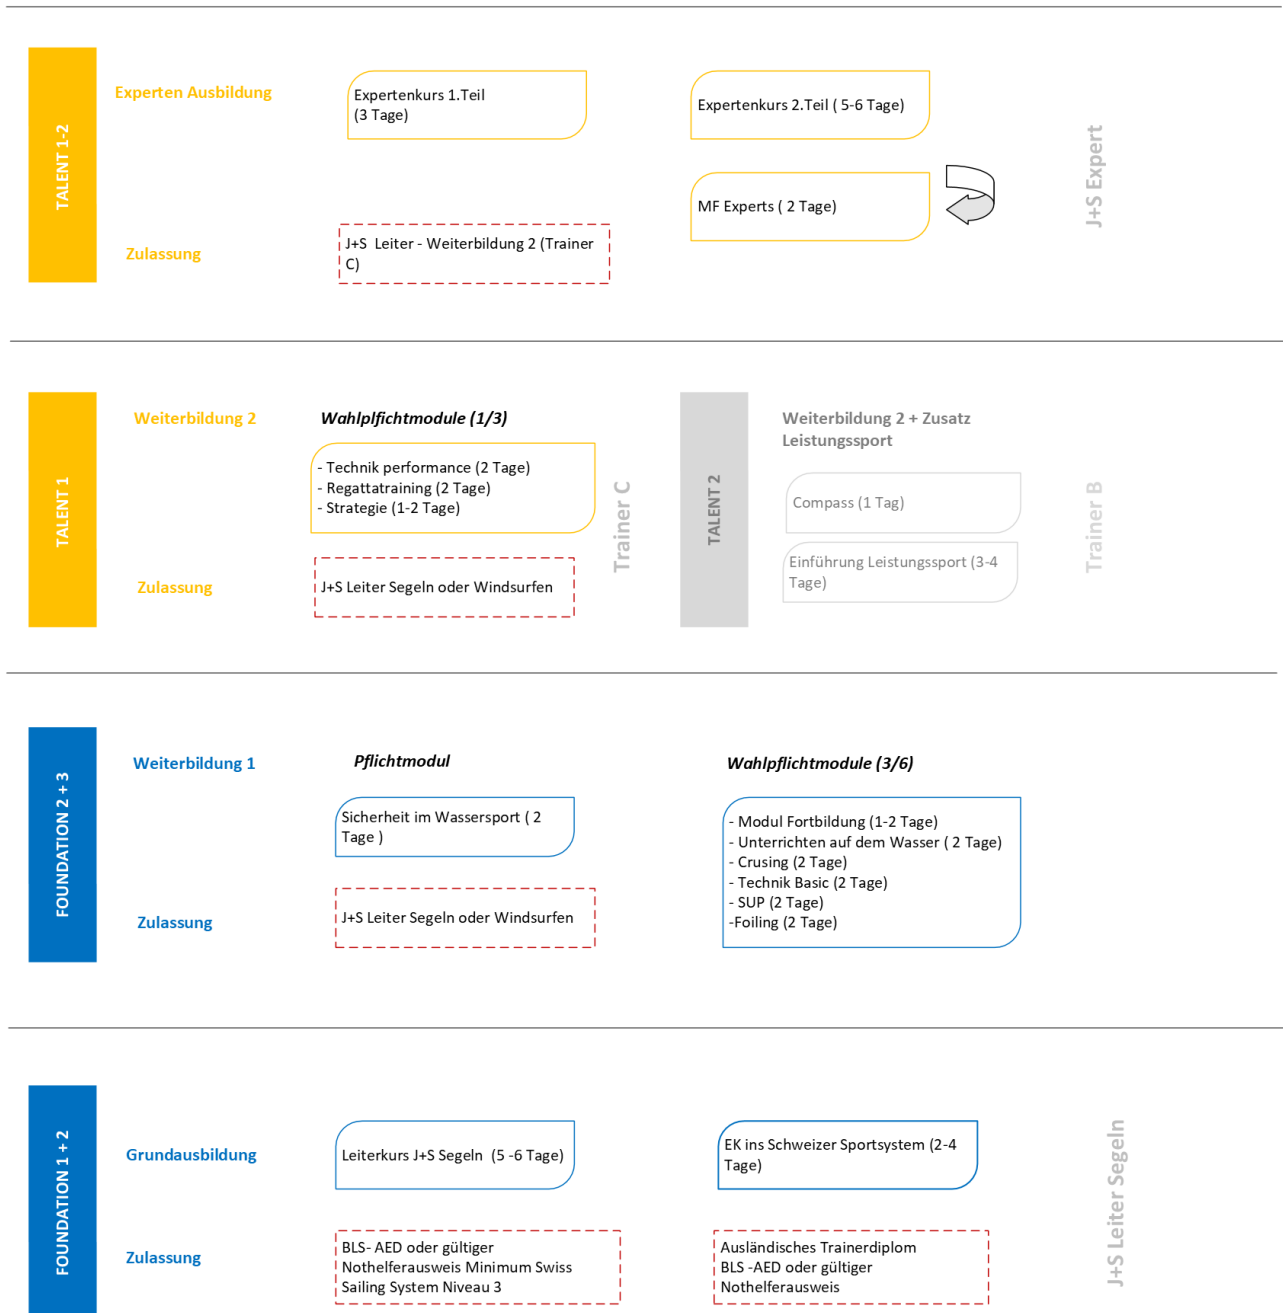 TALENT 1-2
Experten Ausbildung
Expertenkurs 1.Teil
(3 Tage)
Expertenkurs 2.Teil ( 5-6 Tage)
MF Experts ( 2 Tage)
J+S Expert
Zulassung
J+S  Leiter - Weiterbildung 2 (Trainer
C)
TALENT 1
Weiterbildung 2
Wahlplfichtmodule (1/3)
- Technik performance (2 Tage)
- Regattatraining (2 Tage)
- Strategie (1-2 Tage)
Zulassung
J+S Leiter Segeln oder Windsurfen
Trainer C
TALENT 2
Weiterbildung 2 + Zusatz
Leistungssport
Compass (1 Tag)
Einführung Leistungssport (3-4
Tage)
Trainer B
FOUNDATION 2 + 3
Weiterbildung 1
Pflichtmodul
Sicherheit im Wassersport ( 2
Tage )
Zulassung
J+S Leiter Segeln oder Windsurfen
Wahlpflichtmodule (3/6)
- Modul Fortbildung (1-2 Tage)
- Unterrichten auf dem Wasser ( 2 Tage)
- Crusing (2 Tage)
- Technik Basic (2 Tage)
- SUP (2 Tage)
-Foiling (2 Tage)
FOUNDATION 1 + 2
Grundausbildung
Leiterkurs J+S Segeln  (5 -6 Tage)
EK ins Schweizer Sportsystem (2-4
Tage)
Zulassung
BLS- AED oder gültiger
Nothelferausweis Minimum Swiss
Sailing System Niveau 3
Ausländisches Trainerdiplom
BLS -AED oder gültiger
Nothelferausweis
J+S Leiter Segeln